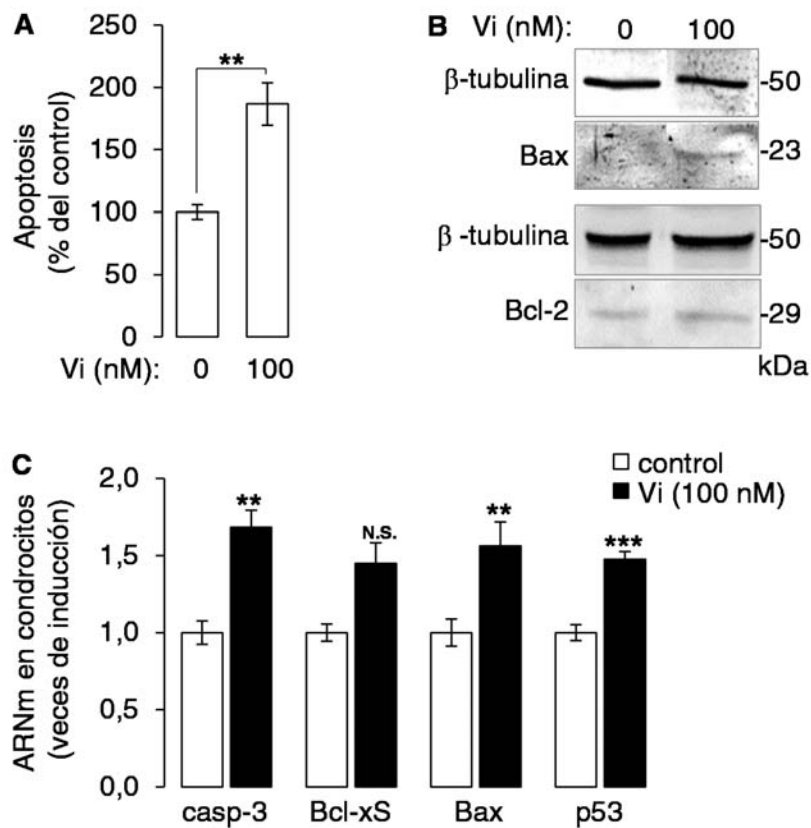 A
250
200
150
100
50
0
Apoptosis
(% del control)
**
Vi (nM): 0 100
B
Vi (nM): 0 100
β-tubulina -50
Bax -23
β -tubulina -50
Bcl-2 -29
kDa
C
control
Vi (100 nM)
2,0
1,5
1,0
0,5
0,0
ARNm en condrocitos
(veces de inducción)
** N.S. ** ***
casp-3 Bcl-xS Bax p53